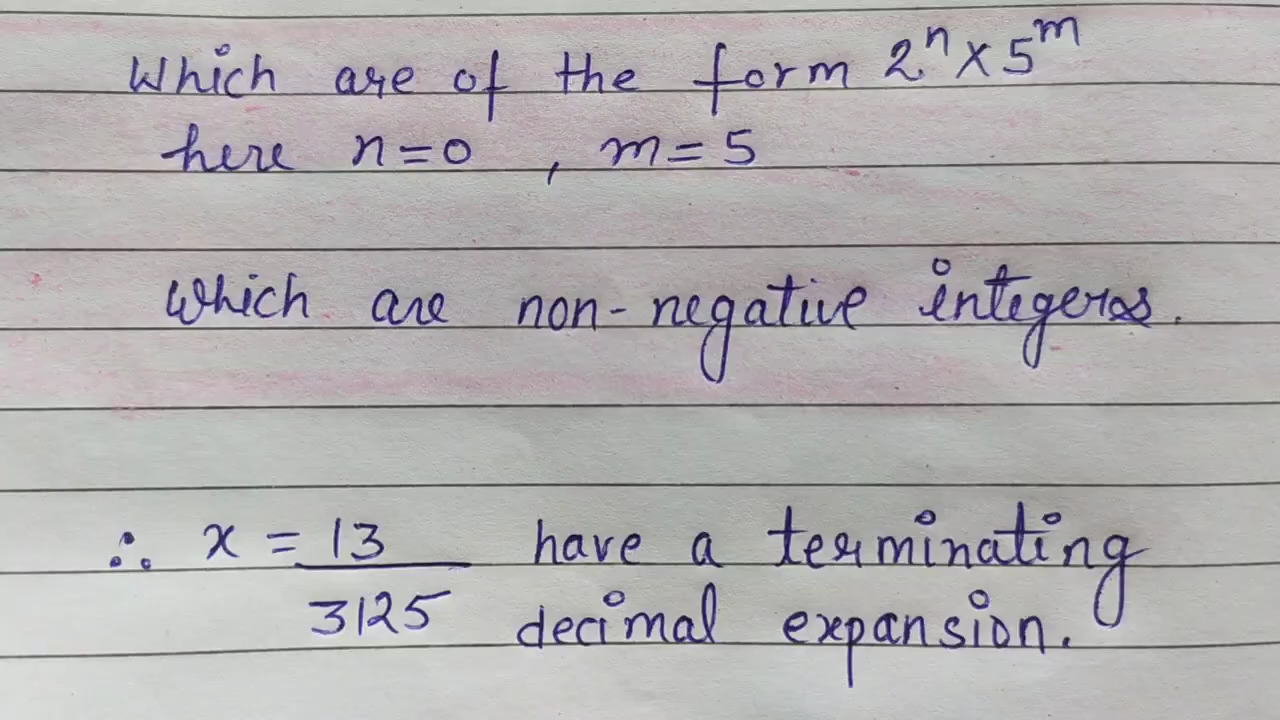 Which are of the form 2ⁿ × 5ᵐ
here n=0 , m=5
which are non-negative integers.
∴ x = 13/3125 have a terminating
decimal expansion.